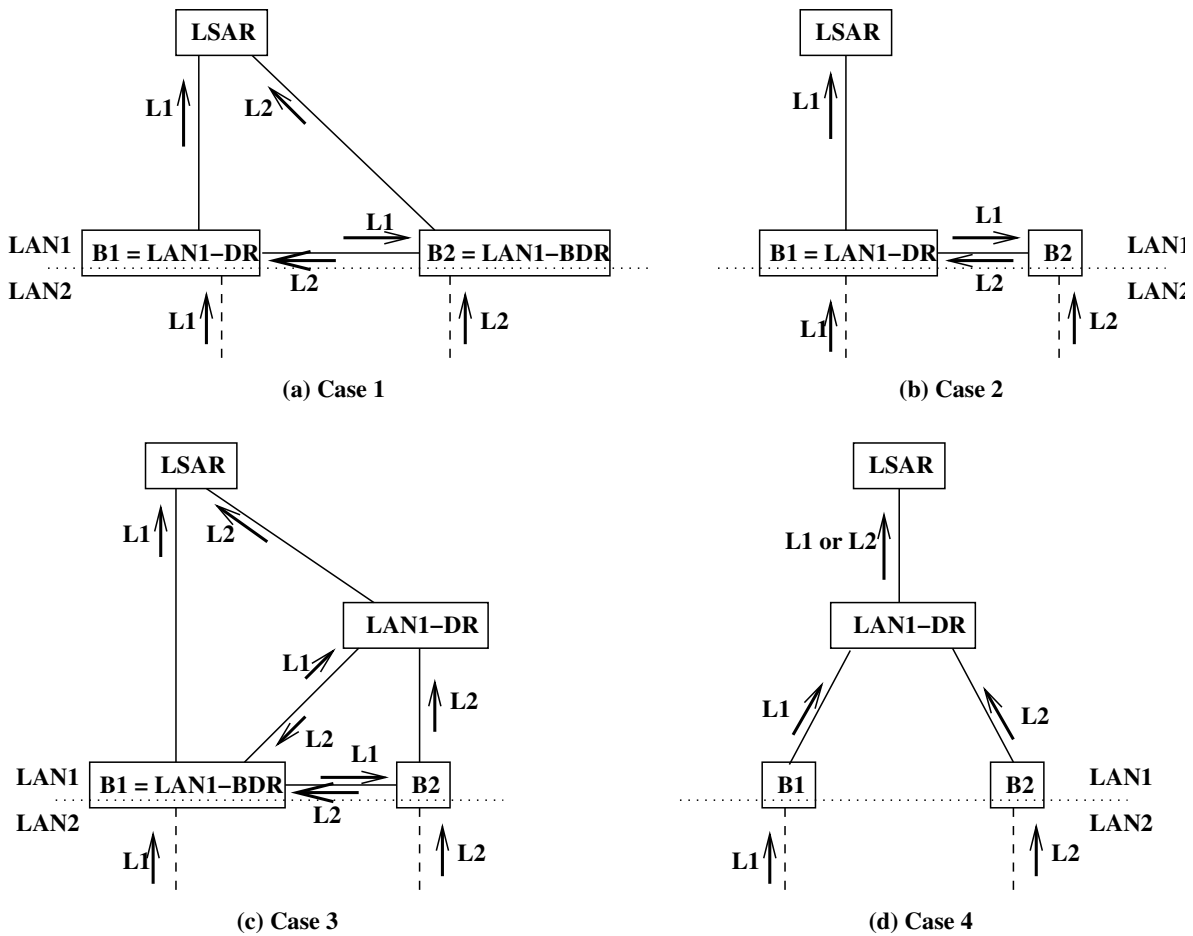 LSAR
L1
L2
L1
LAN1
B1 = LAN1−DR
B2 = LAN1−BDR
L2
LAN2
L1
L2
(a) Case 1
LSAR
L1
L1
B1 = LAN1−DR
B2
LAN1
L2
LAN2
L1
L2
(b) Case 2
LSAR
L1
L2
LAN1−DR
L1
L2
L2
L1
LAN1
B1 = LAN1−BDR
B2
L2
LAN2
L1
L2
(c) Case 3
LSAR
L1 or L2
LAN1−DR
L1
L2
B1
B2
LAN1
LAN2
L1
L2
(d) Case 4